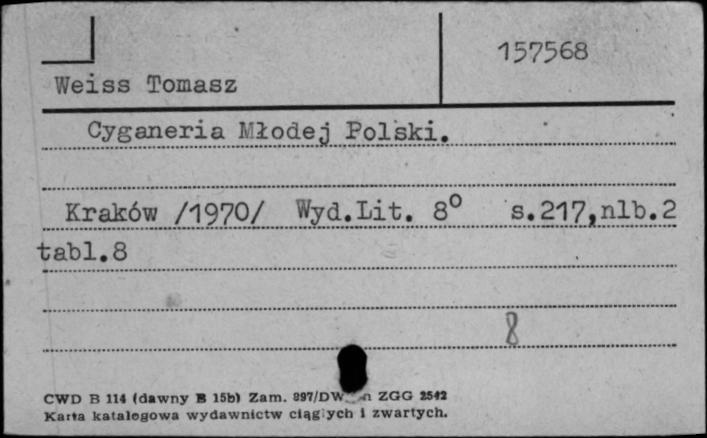 157568
Weiss Tomasz
Cyganeria Młodej Polski.
Kraków /1970/ Wyd.Lit. 8° s.217,nlb.2
tabl.8
8
CWD B 114 (dawny B 15b) Zam. 897/DW ZGG 2542
Karta katalogowa wydawnictw ciągłych i zwartych.